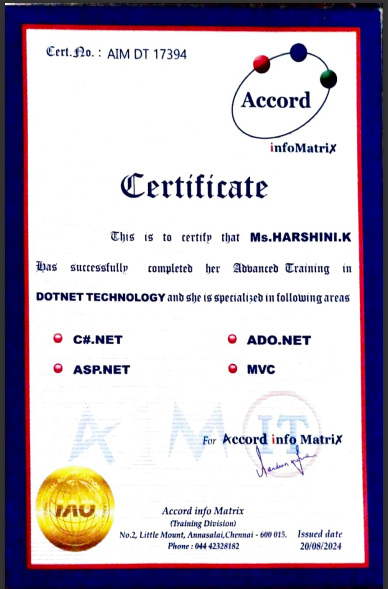 Cert.No. : AIM DT 17394
Accord
infoMatriX
Certificate
This is to certify that Ms.HARSHINI.K
Has successfully completed her Advanced Training in
DOTNET TECHNOLOGY and she is specialized in following areas
C#.NET
ADO.NET
ASP.NET
MVC
AIM IT
For Accord info MatriX
IAO
Accord info Matrix
(Training Division)
No.2, Little Mount, Annasalai,Chennai - 600 015.
Phone : 044 42328182
Issued date
20/08/2024